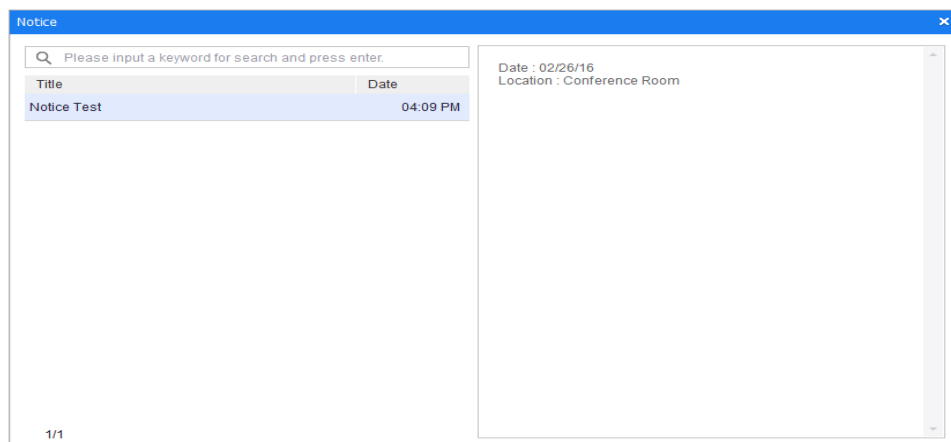 Notice
Please input a keyword for search and press enter.
Title Date
Notice Test 04:09 PM
1/1
Date : 02/26/16
Location : Conference Room